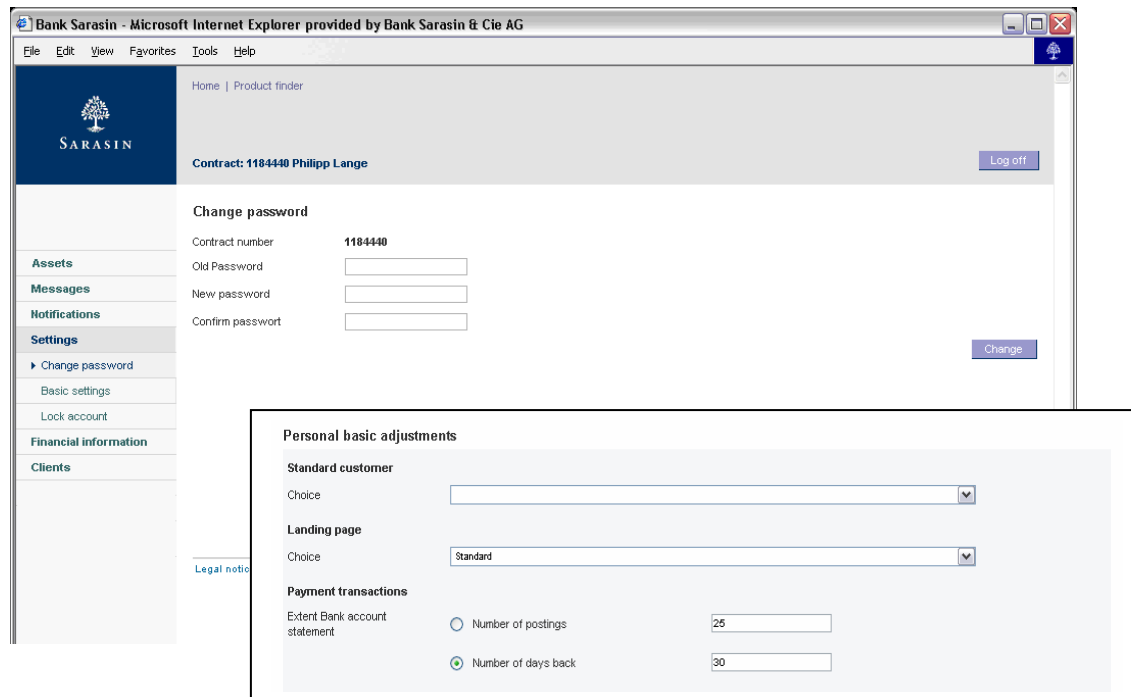 Bank Sarasin - Microsoft Internet Explorer provided by Bank Sarasin & Cie AG
File Edit View Favorites Tools Help
Home | Product finder
SARASIN
Contract: 1184440 Philipp Lange
Log off
Change password
Contract number 1184440
Old Password
New password
Confirm passwort
Change
Assets
Messages
Notifications
Settings
Change password
Basic settings
Lock account
Financial information
Clients
Legal notic
Personal basic adjustments
Standard customer
Choice
Landing page
Choice Standard
Payment transactions
Extent Bank account
statement
Number of postings 25
Number of days back 30